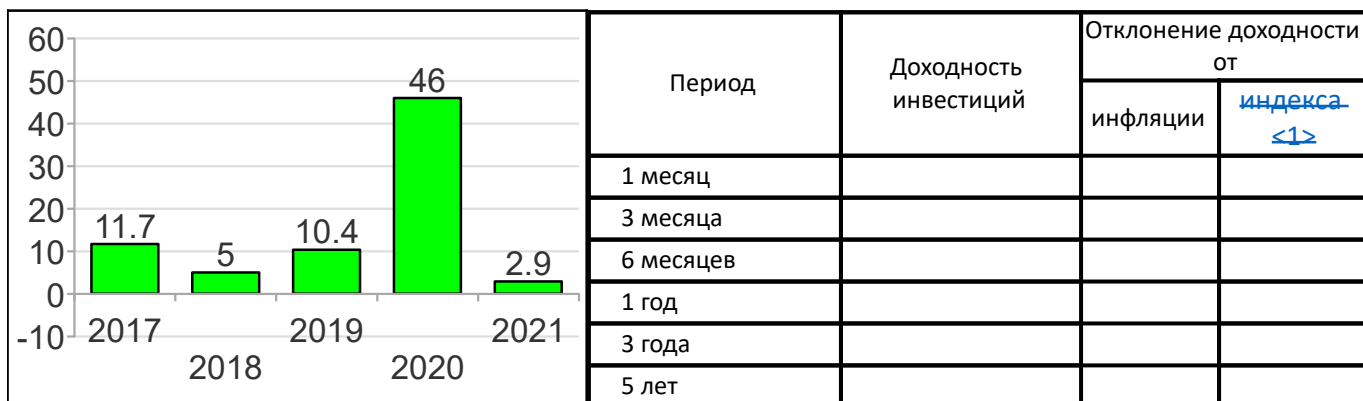 60
50
40
30
20
10
0
-10
11.7
5
10.4
46
2.9
2017
2018
2019
2020
2021
Период
Доходность
инвестиций
Отклонение доходности
от
инфляции
индекса
<1>
1 месяц
3 месяца
6 месяцев
1 год
3 года
5 лет